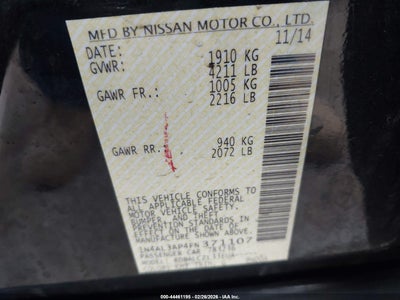 MFD BY NISSAN MOTOR CO., LTD.
DATE: 11/14
GVWR: 1910 KG
4211 LB
GAWR FR: 1005 KG
2216 LB
GAWR RR: 940 KG
2072 LB
THIS VEHICLE CONFORMS TO
ALL APPLICABLE FEDERAL
MOTOR VEHICLE SAFETY,
BUMPER, AND THEFT
PREVENTION STANDARDS IN
EFFECT ON THE DATE OF
MANUFACTURE SHOWN ABOVE.
1N4AL3AP4FN 371107
PASSENGER CAR
MODEL:
000-44461195 - 02/26/2026 - IAA Inc.